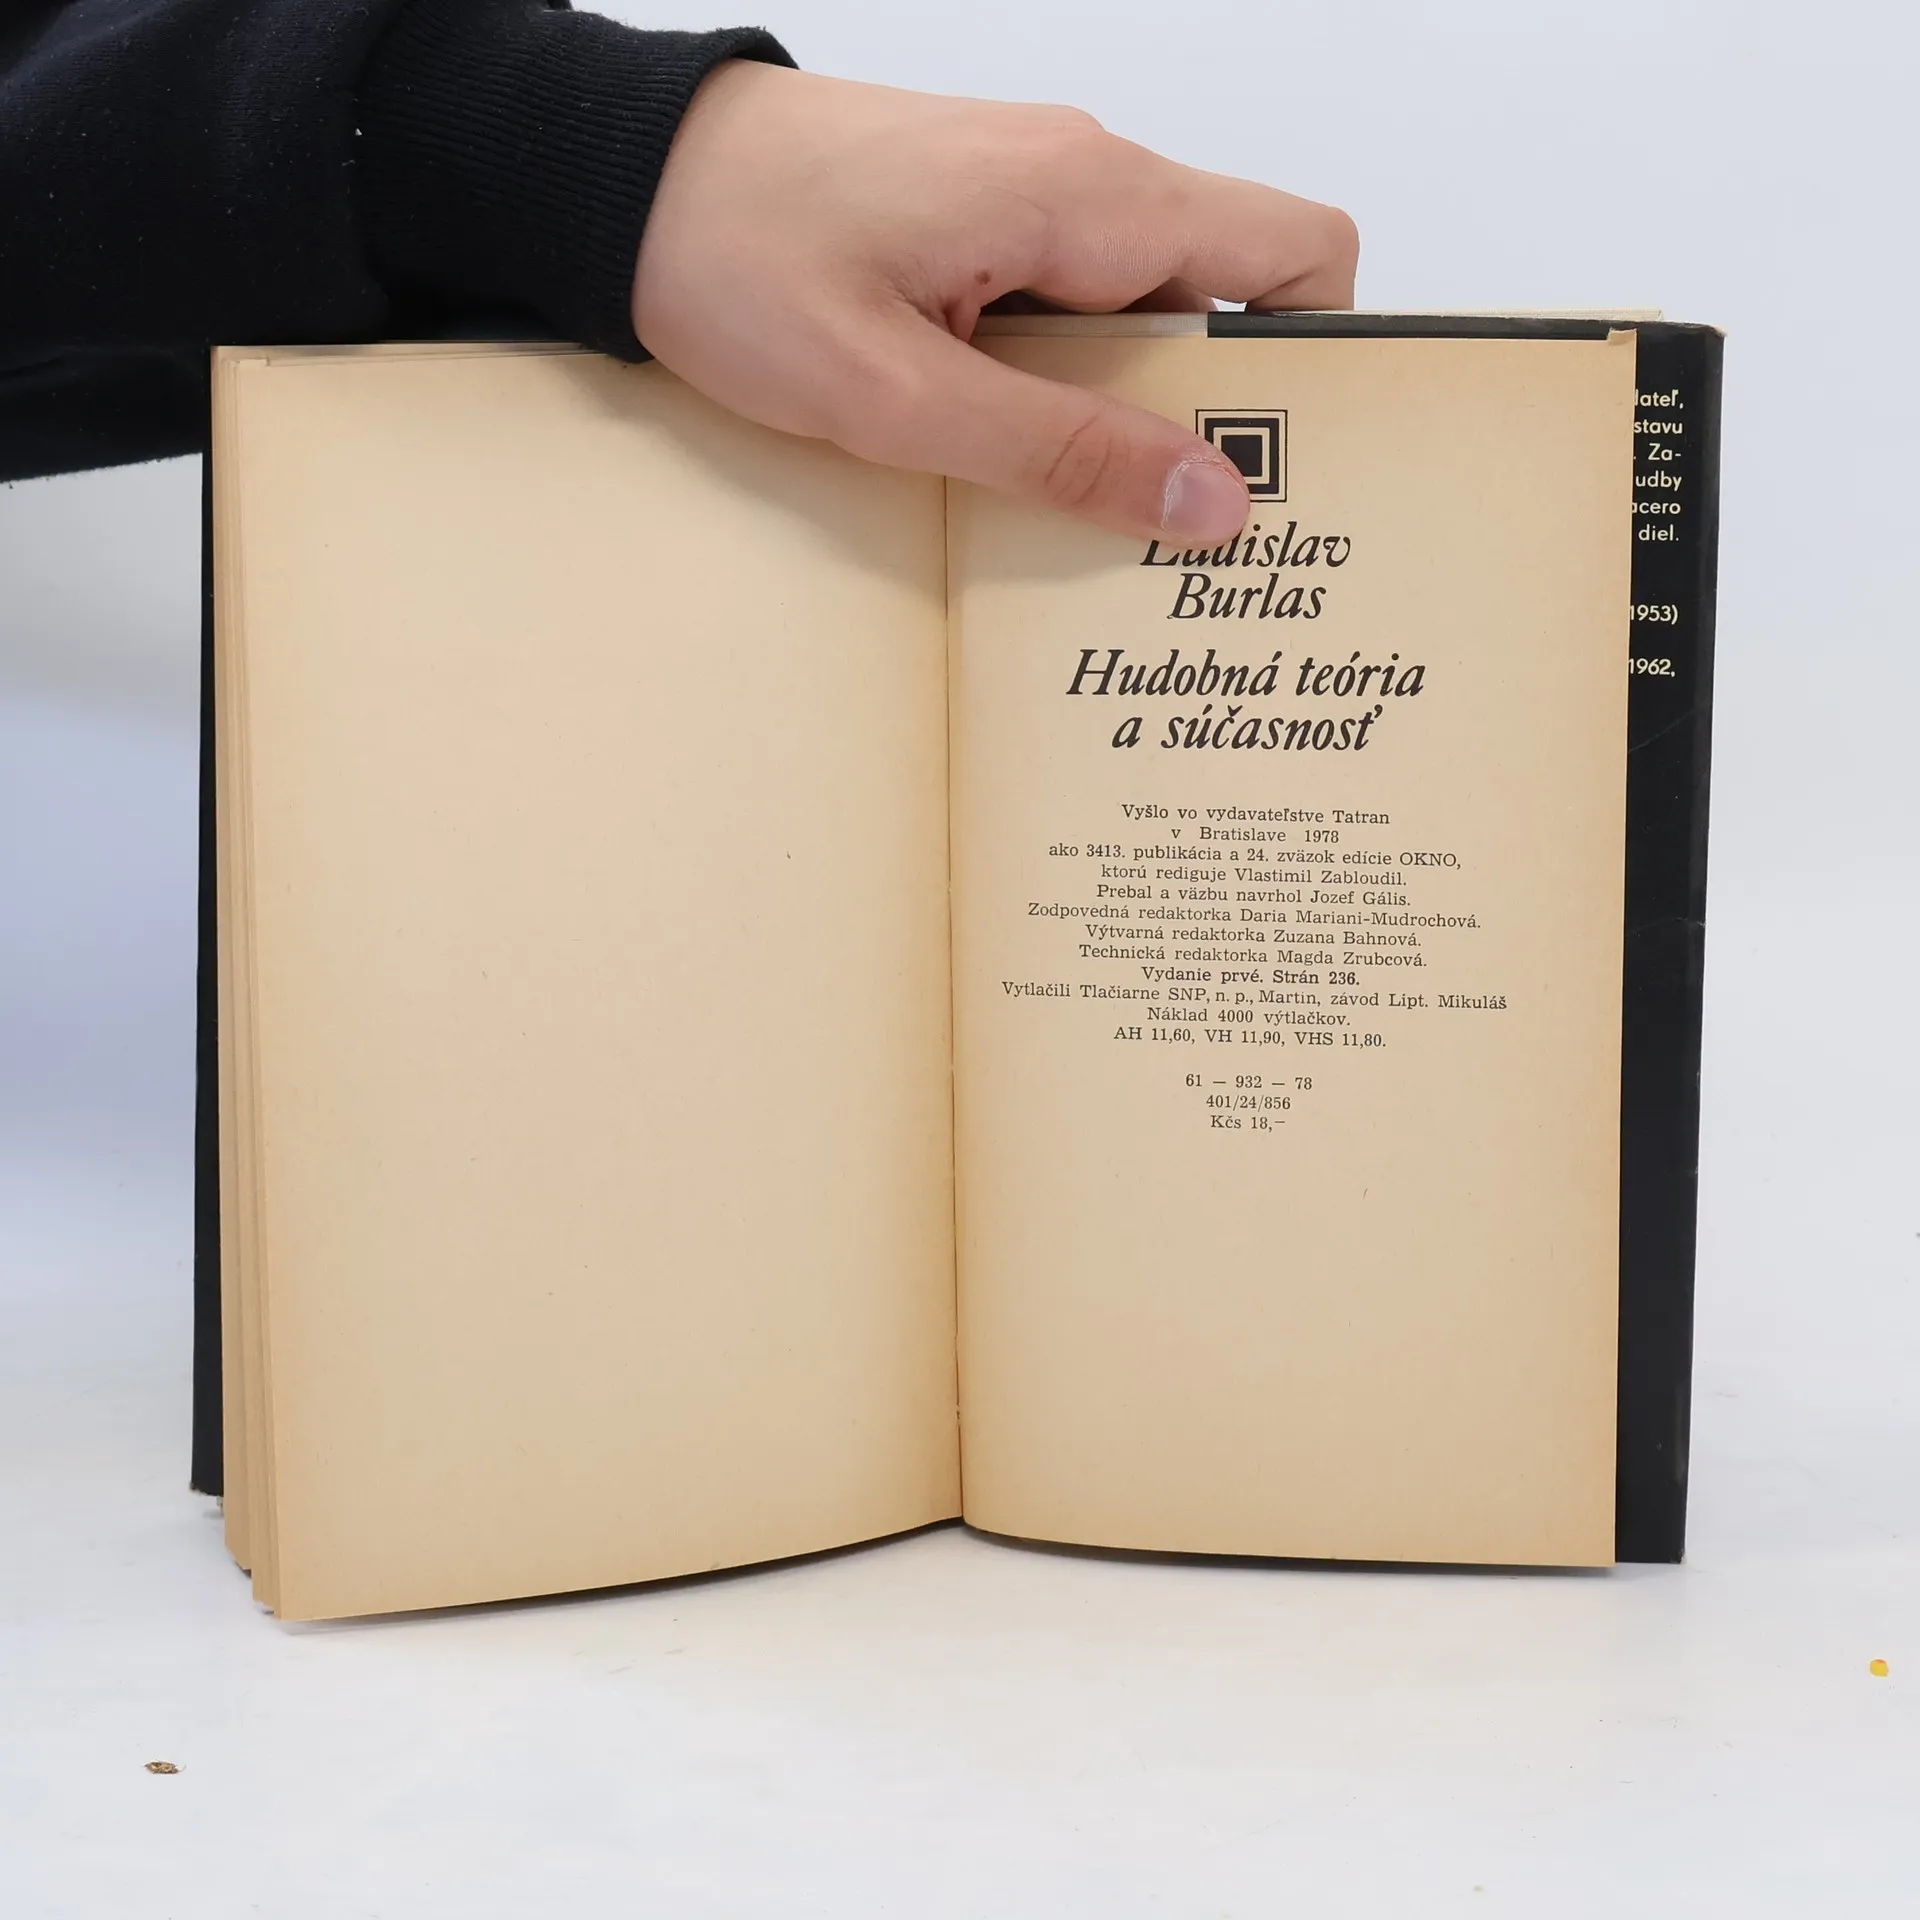 Ladislav
Burlas
Hudobná teória
a súčasnosť
Vyšlo vo vydavateľstve Tatran
v Bratislave 1978
ako 3413. publikácia a 24. zväzok edície OKNO,
ktorú rediguje Vlastimil Zabloudil.
Prebal a väzbu navrhol Jozef Gális.
Zodpovedná redaktorka Daria Mariani-Mudrochová.
Výtvarná redaktorka Zuzana Bahnová.
Technická redaktorka Magda Zrubcová.
Vydanie prvé. Strán 236.
Vytlačili Tlačiarne SNP, n. p., Martin, závod Lipt. Mikuláš
Náklad 4000 výtlačkov.
AH 11,60, VH 11,90, VHS 11,80.
61 — 932 — 78
401/24/856
Kčs 18,—
dateľ,
stavu
. Za-
udby
acero
diel.
1953)
1962,